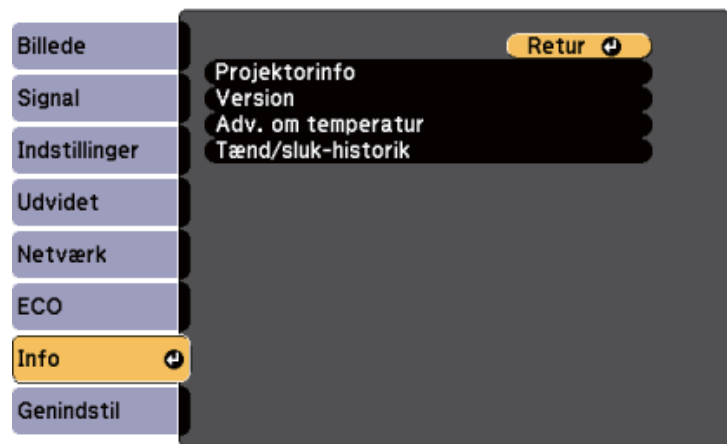 Billede
Signal
Indstillinger
Udvidet
Netværk
ECO
Info
Genindstil
Retur
Projektorinfo
Version
Adv. om temperatur
Tænd/sluk-historik